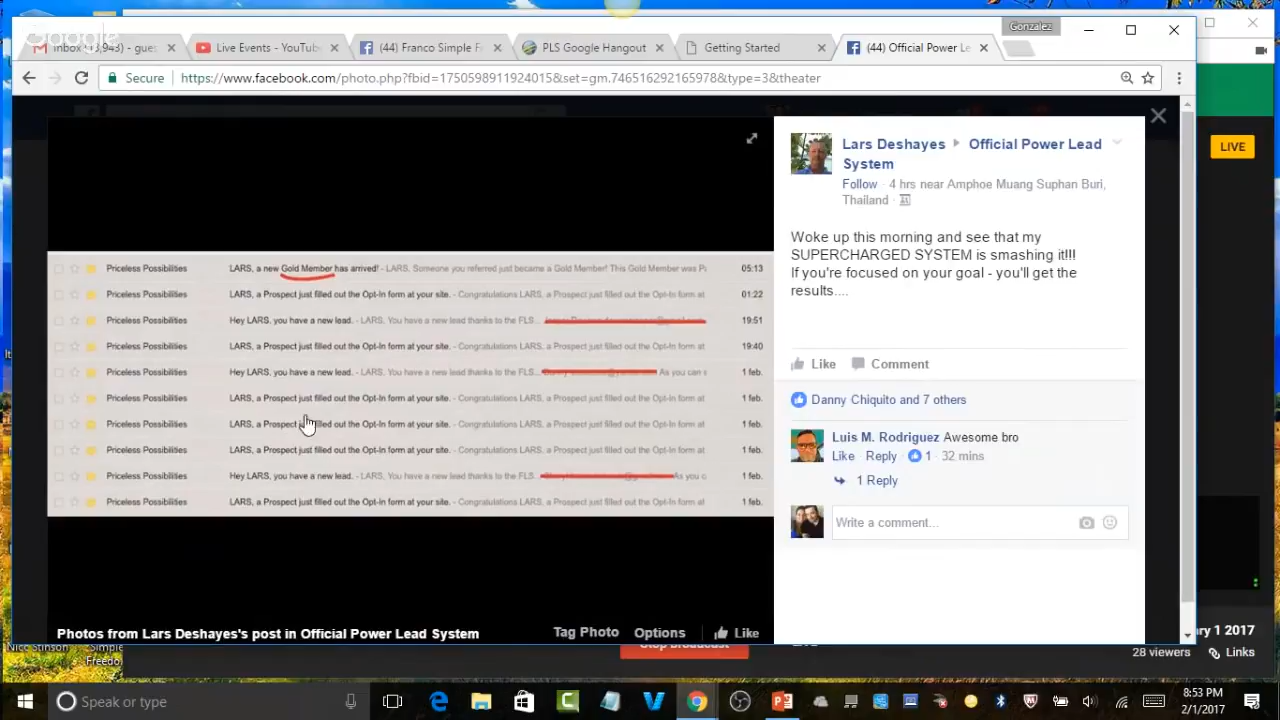 Google
Gonzalez
Live Events - YouTub
(44) Franco Simple F
PLS Google Hangout
Getting Started
(44) Official Power Le
Secure
https://www.facebook.com/photo.php?fbid=1750598911924015&set=gm.746516292165978&type=3&theater
LIVE
Priceless Possibilities LARS, a new Gold Member has arrived! - LARS. Someone you referred just became a Gold Member! This Gold Member was P 05:13
Priceless Possibilities LARS, a Prospect just filled out the Opt-In form at your site. - Congratulations LARS, a Prospect just filled out the Opt-In form at 01:22
Priceless Possibilities Hey LARS, you have a new lead. - LARS. You have a new lead thanks to the FLS... 19:51
Priceless Possibilities LARS, a Prospect just filled out the Opt-In form at your site. - Congratulations LARS, a Prospect just filled out the Opt-In form at 19:40
Priceless Possibilities Hey LARS, you have a new lead. - LARS. You have a new lead thanks to the FLS... As you can s 1 feb.
Priceless Possibilities LARS, a Prospect just filled out the Opt-In form at your site. - Congratulations LARS, a Prospect just filled out the Opt-In form at 1 feb.
Priceless Possibilities LARS, a Prospect just filled out the Opt-In form at your site. - Congratulations LARS, a Prospect just filled out the Opt-In form at 1 feb.
Priceless Possibilities LARS, a Prospect just filled out the Opt-In form at your site. - Congratulations LARS, a Prospect just filled out the Opt-In form at 1 feb.
Priceless Possibilities Hey LARS, you have a new lead. - LARS. You have a new lead thanks to the FLS... As you c 1 feb.
Priceless Possibilities LARS, a Prospect just filled out the Opt-In form at your site. - Congratulations LARS, a Prospect just filled out the Opt-In form at 1 feb.
Photos from Lars Deshayes's post in Official Power Lead System
Tag Photo Options Like
Lars Deshayes ▸ Official Power Lead
System
Follow · 4 hrs near Amphoe Muang Suphan Buri,
Thailand ·
Woke up this morning and see that my
SUPERCHARGED SYSTEM is smashing it!!!
If you're focused on your goal - you'll get the
results....
Like Comment
Danny Chiquito and 7 others
Luis M. Rodriguez Awesome bro
Like · Reply · 1 · 32 mins
1 Reply
Write a comment...
Stop broadcast
ry 1 2017
28 viewers Links
Nicc Stinson
Simple
Freedo
Speak or type
8:53 PM
2/1/2017